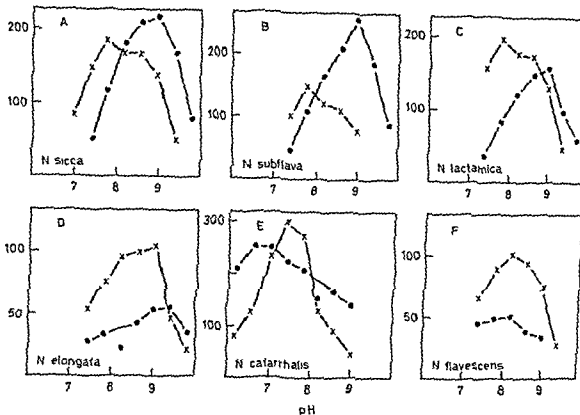 A
B
C
200
200
200
100
100
100
N sicca
N subflava
N lactamica
7 8 9
7 8 9
7 8 9
D
E
F
300
100
100
50
100
50
N elongata
N catarrhalis
N flavescens
7 8 9
7 8 9
7 8 9
pH